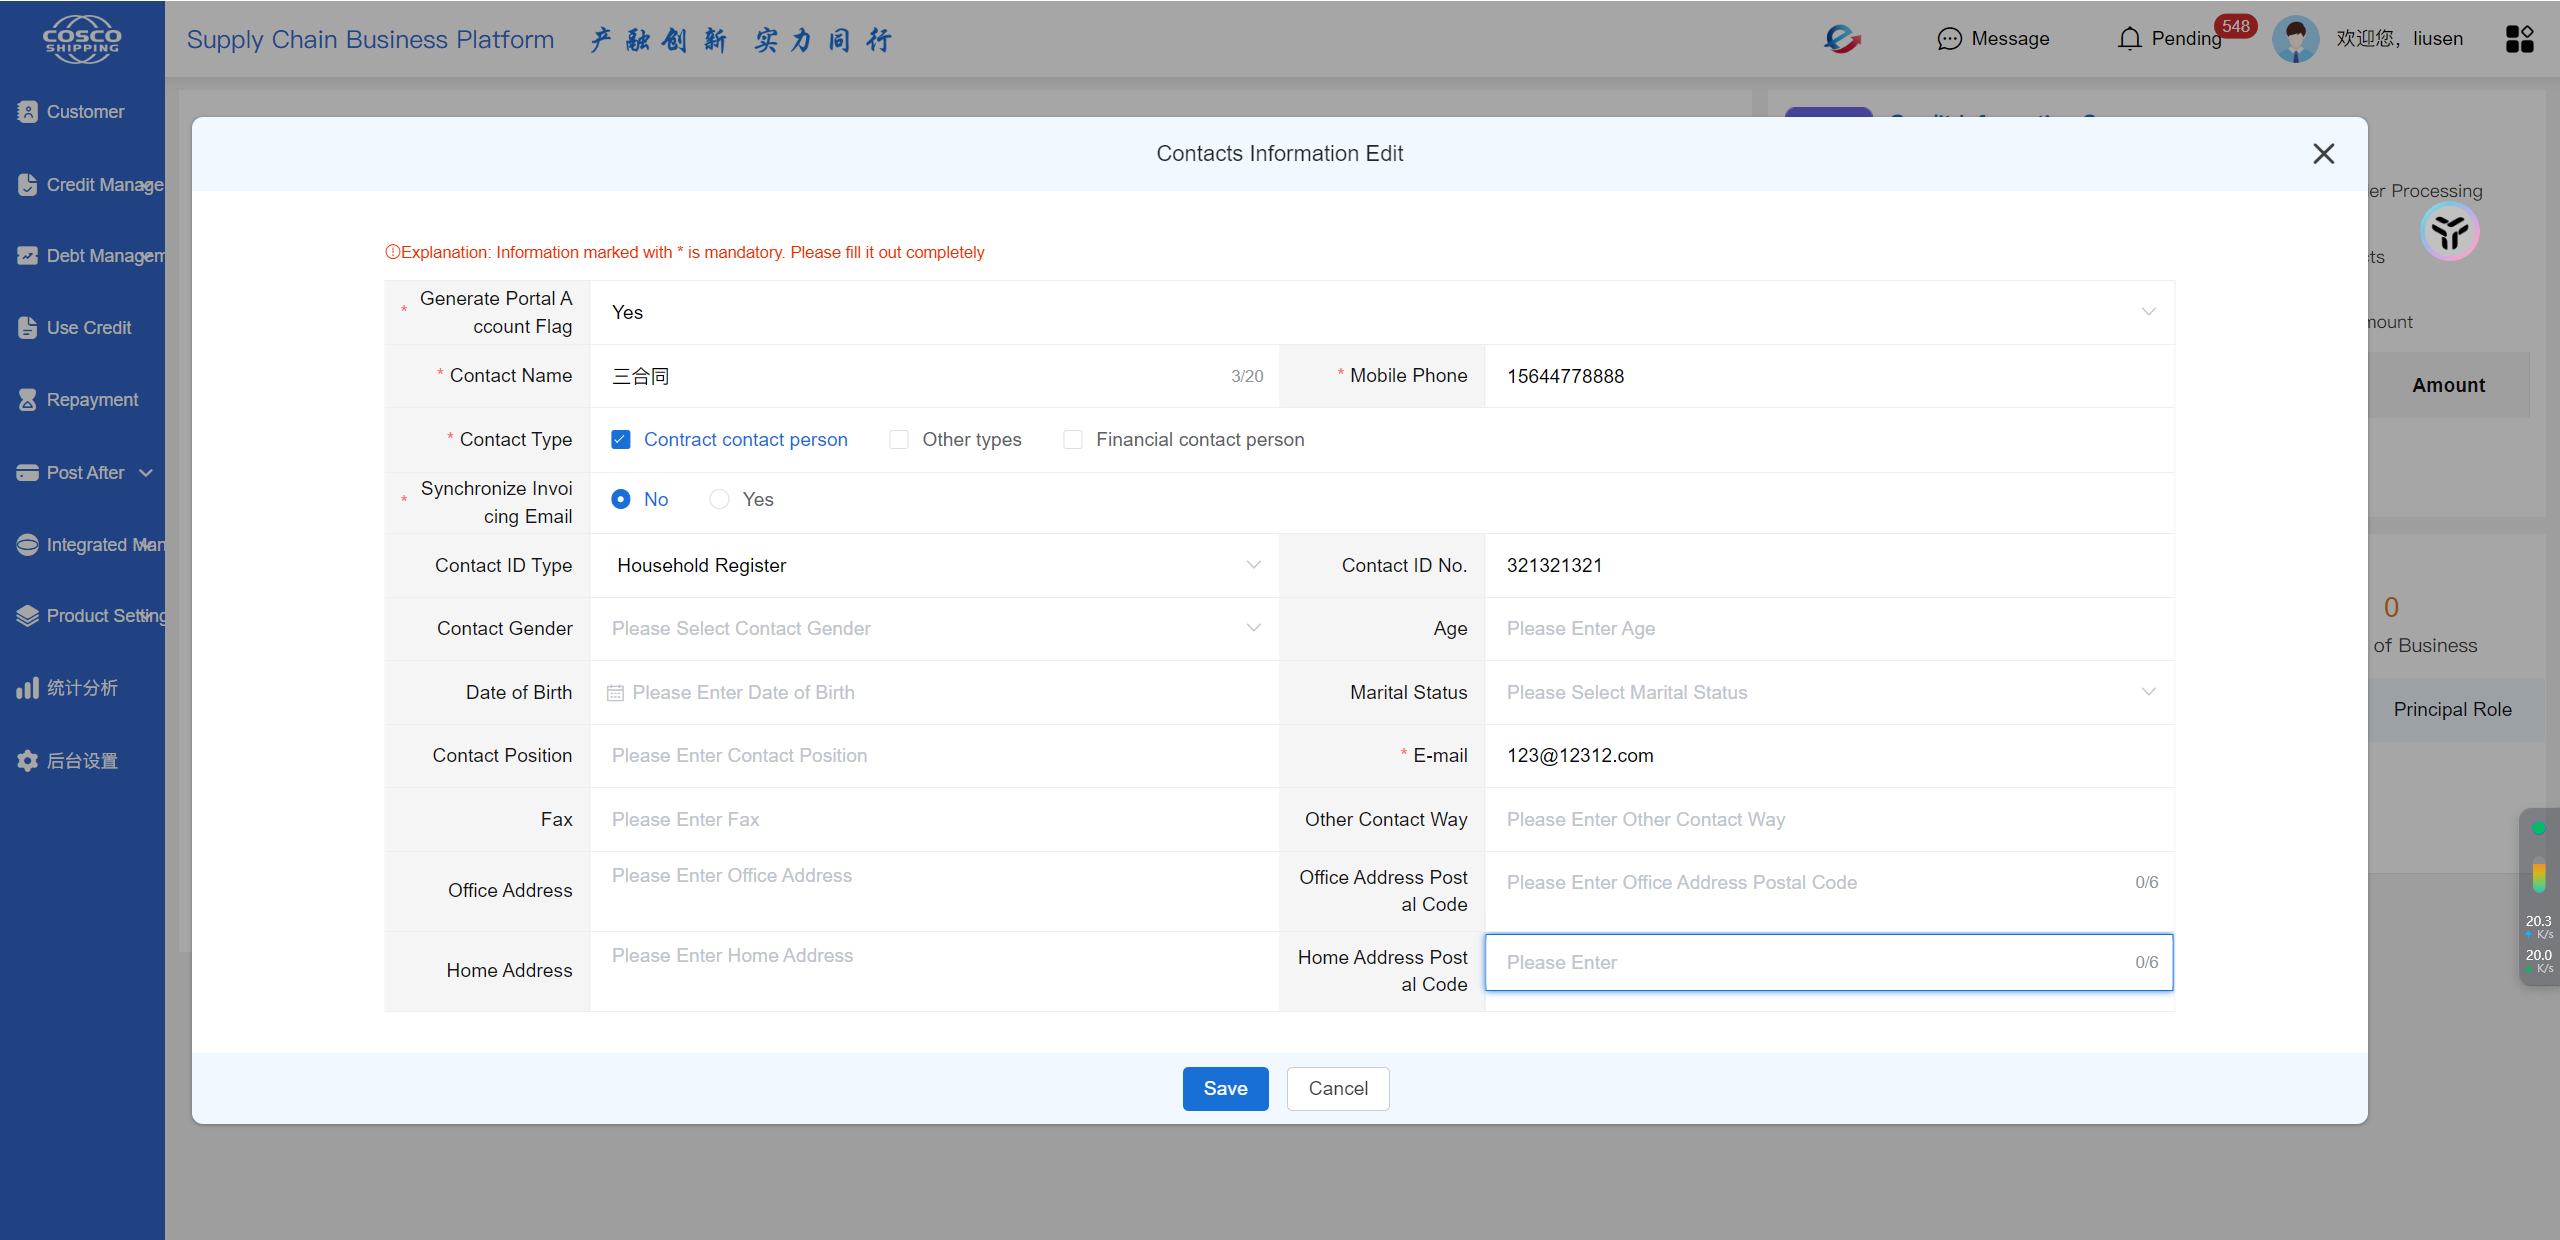 COSCO
SHIPPING
Supply Chain Business Platform
产融创新 实力同行
Message
Pending
548
欢迎您，liusen
Customer
Credit Manage
Debt Managem
Use Credit
Repayment
Post After
Integrated Man
Product Setting
统计分析
后台设置
Contacts Information Edit
Explanation: Information marked with * is mandatory. Please fill it out completely
* Generate Portal A
ccount Flag
Yes
* Contact Name
三合同
3/20
* Mobile Phone
15644778888
* Contact Type
Contract contact person
Other types
Financial contact person
* Synchronize Invoi
cing Email
No
Yes
Contact ID Type
Household Register
Contact ID No.
321321321
Contact Gender
Please Select Contact Gender
Age
Please Enter Age
Date of Birth
Please Enter Date of Birth
Marital Status
Please Select Marital Status
Contact Position
Please Enter Contact Position
* E-mail
123@12312.com
Fax
Please Enter Fax
Other Contact Way
Please Enter Other Contact Way
Office Address
Please Enter Office Address
Office Address Post
al Code
Please Enter Office Address Postal Code
0/6
Home Address
Please Enter Home Address
Home Address Post
al Code
Please Enter
0/6
Save
Cancel
er Processing
cts
mount
Amount
0
of Business
Principal Role
20.3
K/s
20.0
K/s